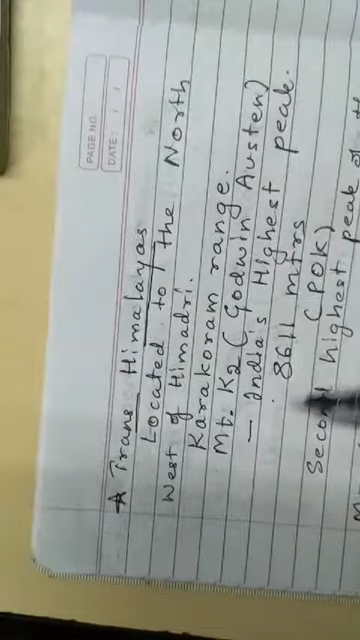 PAGE NO
DATE: / /
★ Trans Himalayas
Located to the North
West of Himadri.
Karakoram range.
Mt. K2 (Godwin Austen)
– India's Highest peak.
8611 mtrs
(POK)
highest peak of